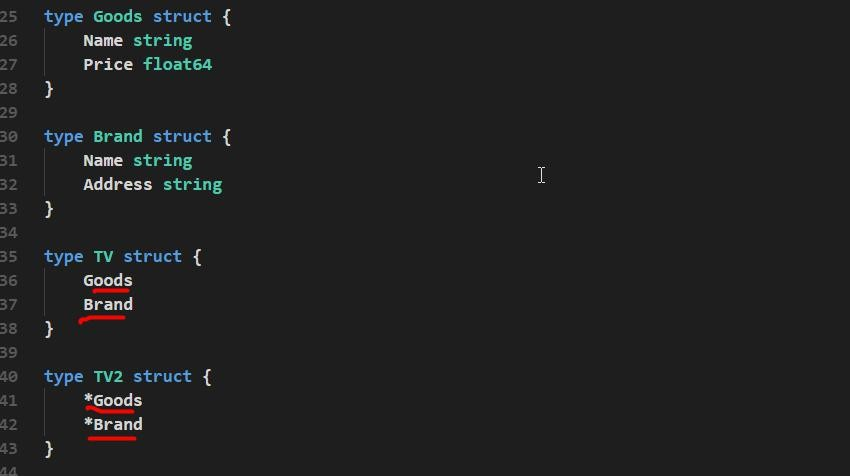 25 type Goods struct {
26 Name string
27 Price float64
28 }
29
30 type Brand struct {
31 Name string
32 Address string
33 }
34
35 type TV struct {
36 Goods
37 Brand
38 }
39
40 type TV2 struct {
41 *Goods
42 *Brand
43 }
44